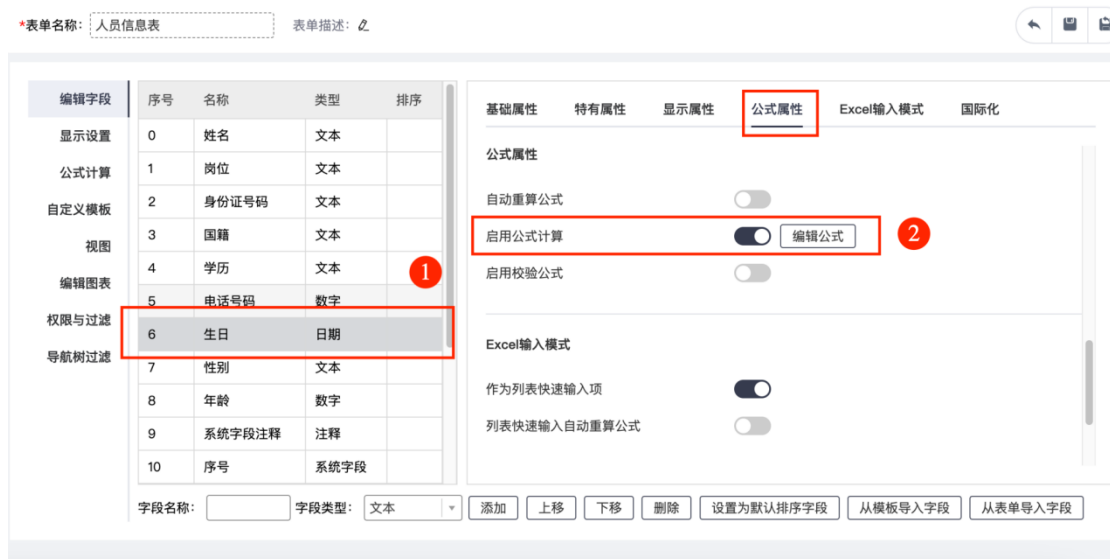 *表单名称： 人员信息表 表单描述：
编辑字段
显示设置
公式计算
自定义模板
视图
编辑图表
权限与过滤
导航树过滤
序号 名称 类型 排序
0 姓名 文本
1 岗位 文本
2 身份证号码 文本
3 国籍 文本
4 学历 文本
1
5 电话号码 数字
6 生日 日期
7 性别 文本
8 年龄 数字
9 系统字段注释 注释
10 序号 系统字段
基础属性 特有属性 显示属性 公式属性 Excel输入模式 国际化
公式属性
自动重算公式
启用公式计算 编辑公式 2
启用校验公式
Excel输入模式
作为列表快速输入项
列表快速输入自动重算公式
字段名称： 字段类型： 文本 添加 上移 下移 删除 设置为默认排序字段 从模板导入字段 从表单导入字段